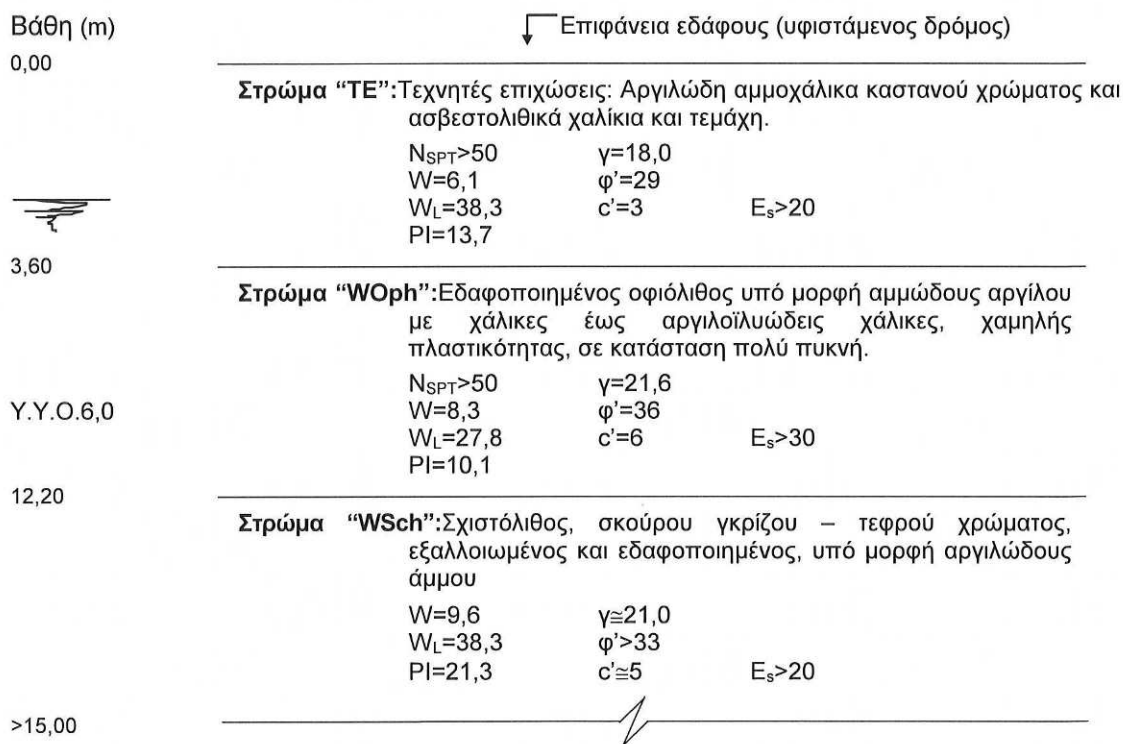 Βάθη (m)
Επιφάνεια εδάφους (υφιστάμενος δρόμος)
0,00
Στρώμα “ΤΕ”:Τεχνητές επιχώσεις: Αργιλώδη αμμοχάλικα καστανού χρώματος και
ασβεστολιθικά χαλίκια και τεμάχη.
NSPT>50 γ=18,0
W=6,1 φ’=29
WL=38,3 c’=3 Es>20
PI=13,7
3,60
Στρώμα “WOph”:Εδαφοποιημένος οφιόλιθος υπό μορφή αμμώδους αργίλου
με χάλικες έως αργιλοϊλυώδεις χάλικες, χαμηλής
πλαστικότητας, σε κατάσταση πολύ πυκνή.
NSPT>50 γ=21,6
Υ.Υ.Ο.6,0 W=8,3 φ’=36
WL=27,8 c’=6 Es>30
PI=10,1
12,20
Στρώμα “WSch”:Σχιστόλιθος, σκούρου γκρίζου – τεφρού χρώματος,
εξαλλοιωμένος και εδαφοποιημένος, υπό μορφή αργιλώδους
άμμου
W=9,6 γ≅21,0
WL=38,3 φ’>33
PI=21,3 c’≅5 Es>20
>15,00